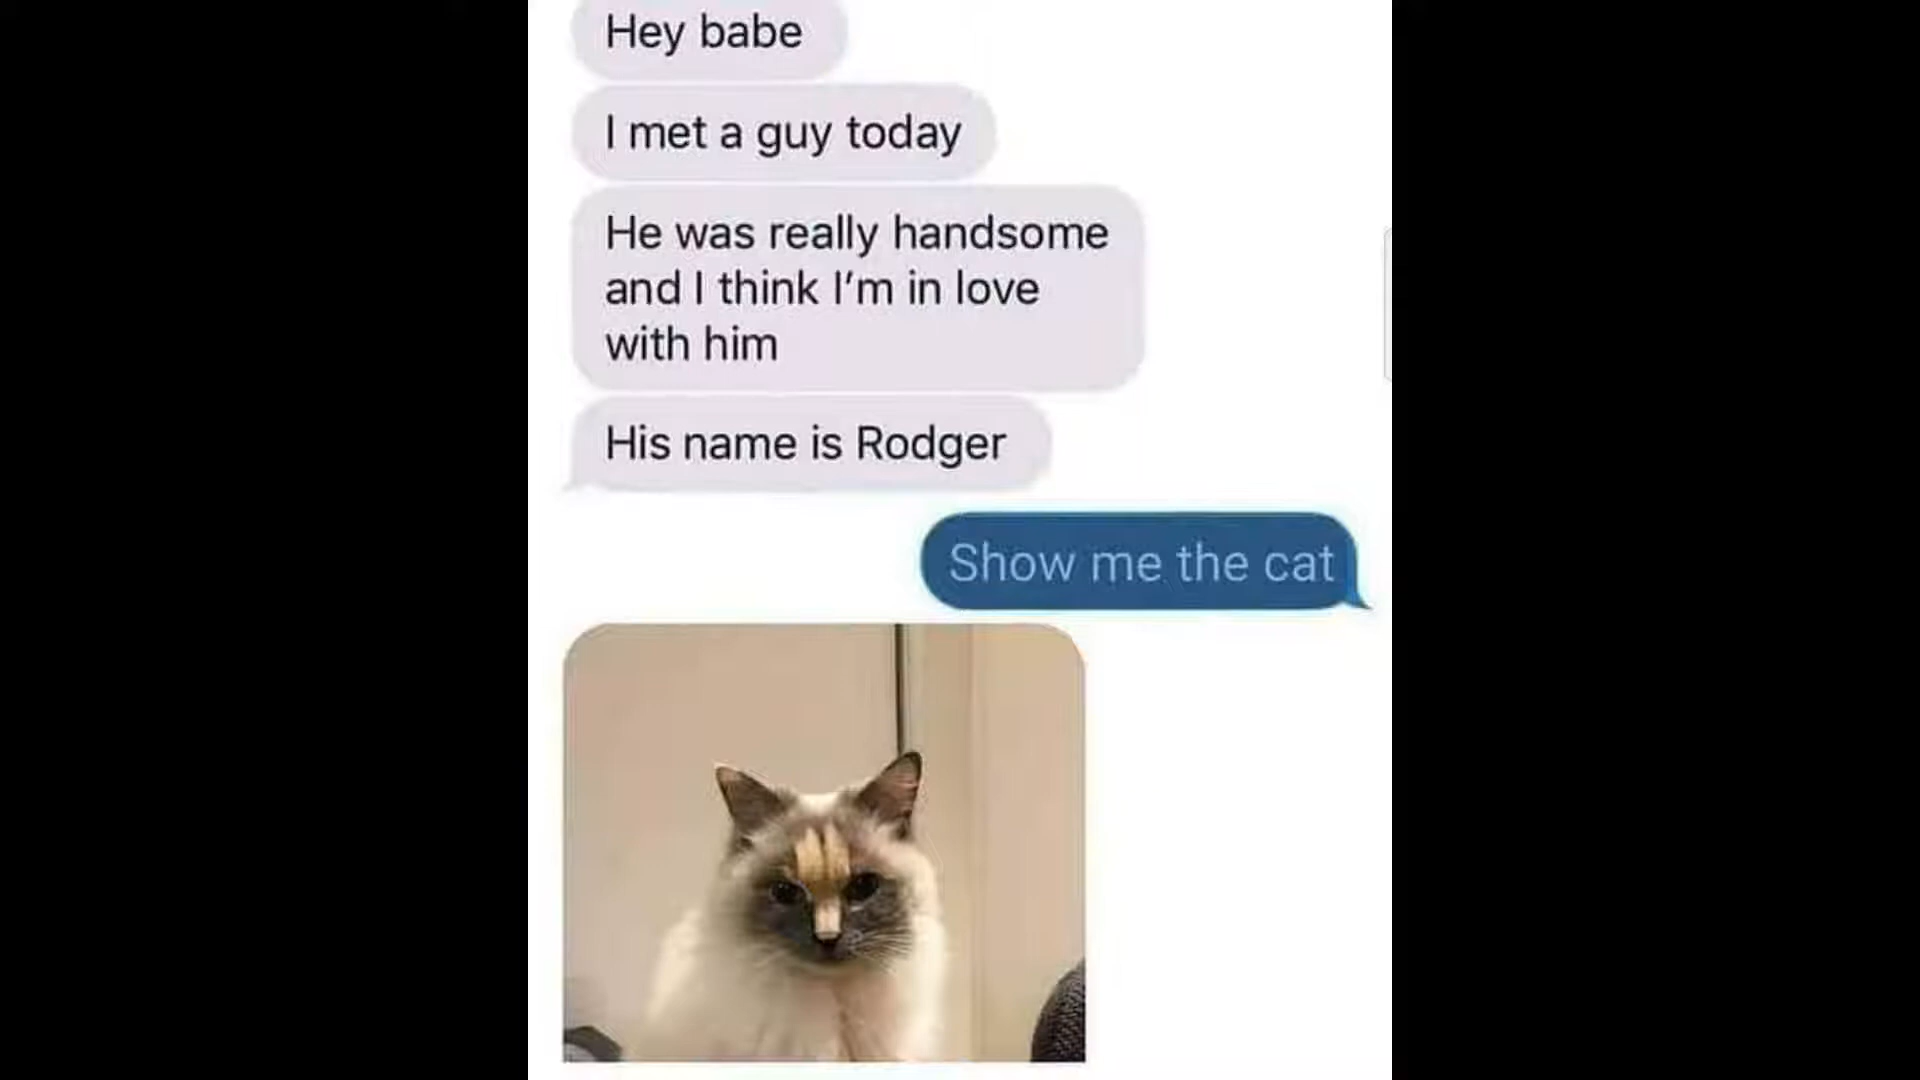 Hey babe
I met a guy today
He was really handsome
and I think I'm in love
with him
His name is Rodger
Show me the cat